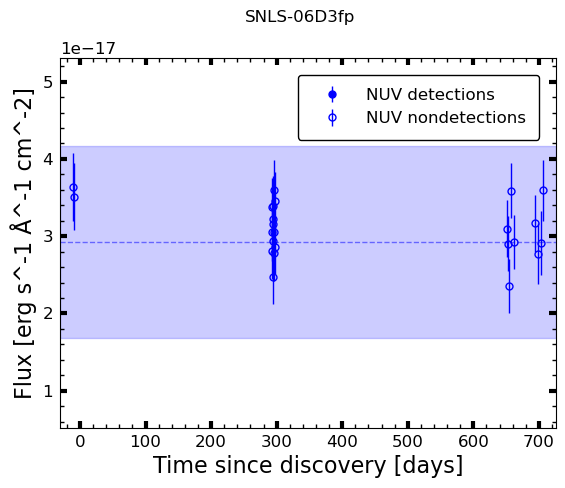 SNLS-06D3fp
1e−17
5
4
3
2
1
NUV detections
NUV nondetections
Flux [erg s^-1 Å^-1 cm^-2]
0 100 200 300 400 500 600 700
Time since discovery [days]